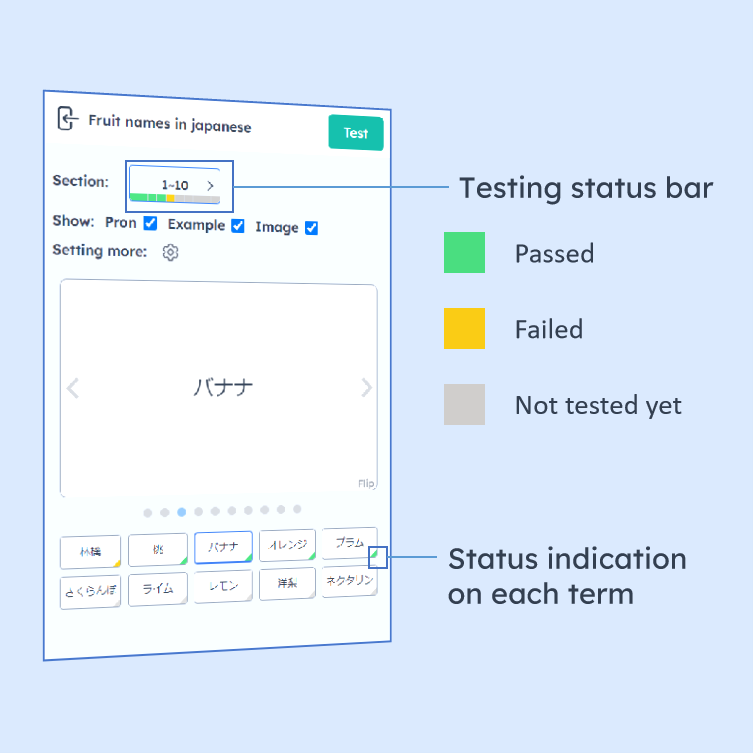 Fruit names in japanese
Test
Section:
1~10
Show: Pron Example Image
Setting more:
バナナ
Flip
林檎 桃 バナナ オレンジ プラム
さくらんぼ ライム レモン 洋梨 ネクタリン
Testing status bar
Passed
Failed
Not tested yet
Status indication
on each term